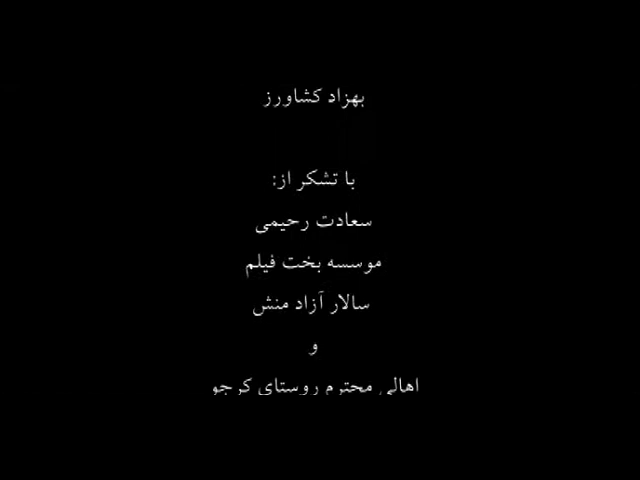 بهزاد کشاورز
با تشکر از:
سعادت رحیمی
موسسه بخت فیلم
سالار آزاد منش
و
اهالی محترم روستای کرجو